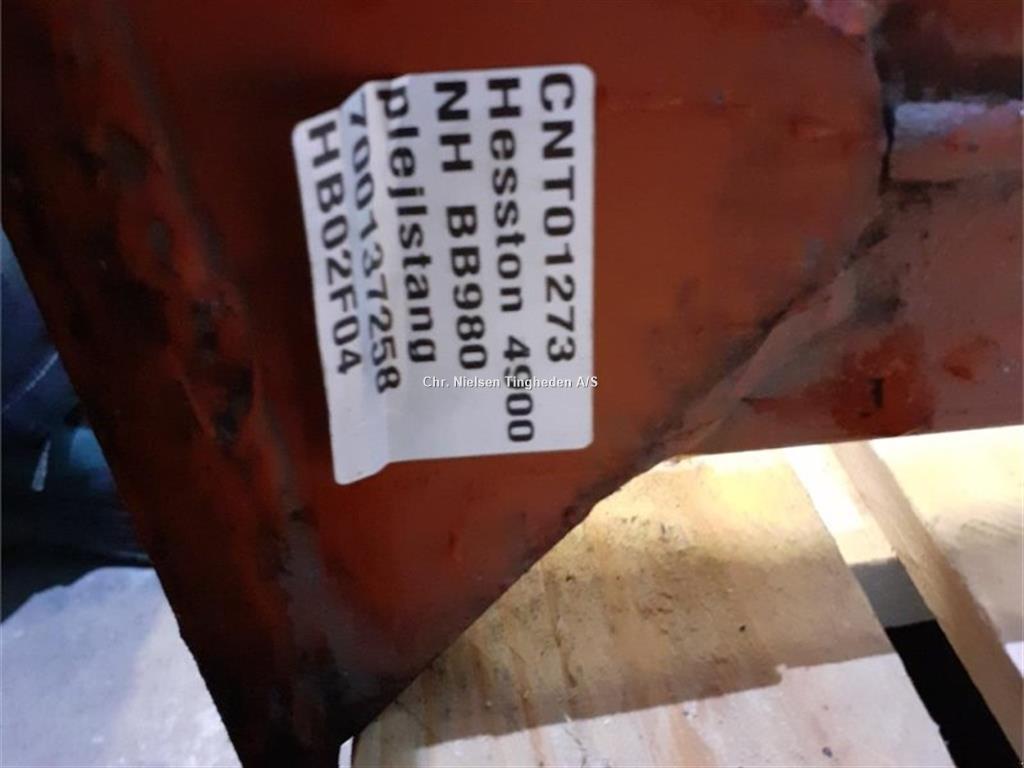 CNT01273
Hesston 4900
NH BB980
plejlstang
700137258
HB02F04
Chr. Nielsen Tingheden A/S